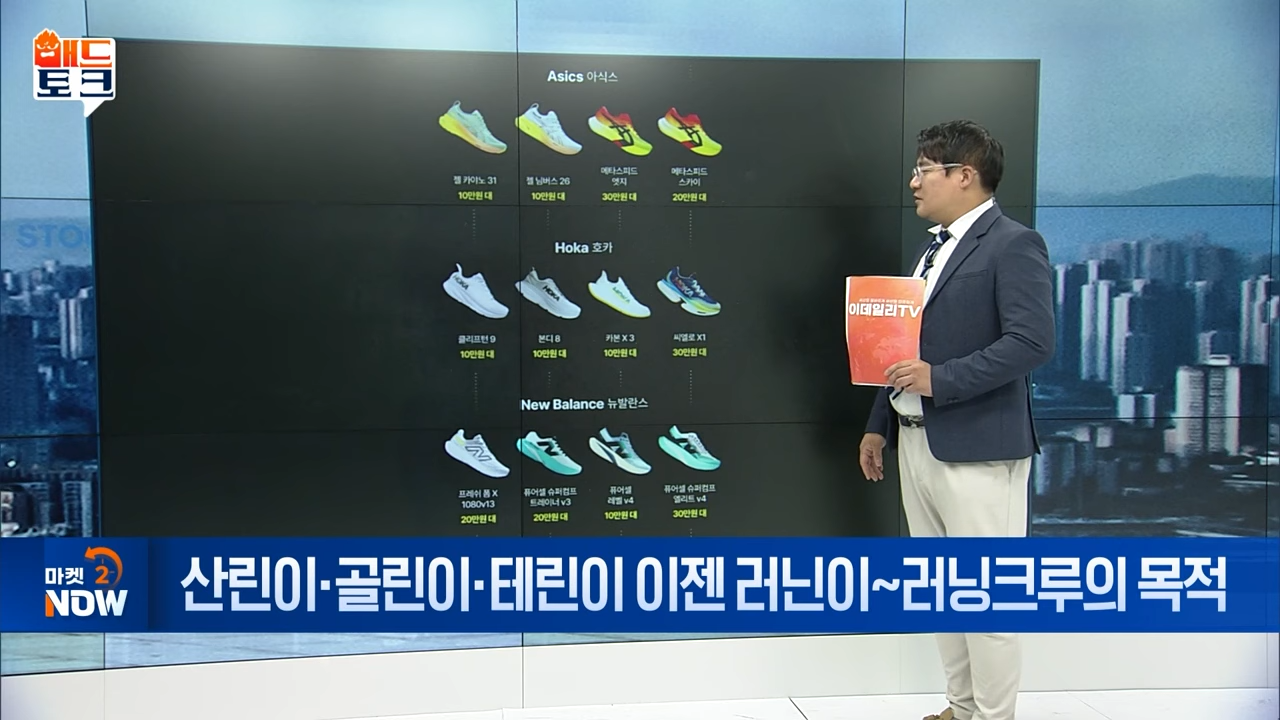 매드
토크
STO
Asics 아식스
젤 카야노 31
10만원 대
젤 님버스 26
10만원 대
메타스피드
엣지
30만원 대
메타스피드
스카이
20만원 대
Hoka 호카
클리프턴 9
10만원 대
본디 8
10만원 대
카본 X 3
10만원 대
씨엘로 X1
30만원 대
New Balance 뉴발란스
프레쉬 폼 X
1080v13
20만원 대
퓨어셀 슈퍼컴프
트레이너 v3
20만원 대
퓨어셀
레벨 v4
10만원 대
퓨어셀 슈퍼컴프
엘리트 v4
30만원 대
이데일리TV
마켓 2
NOW
산린이·골린이·테린이 이젠 러닌이~러닝크루의 목적